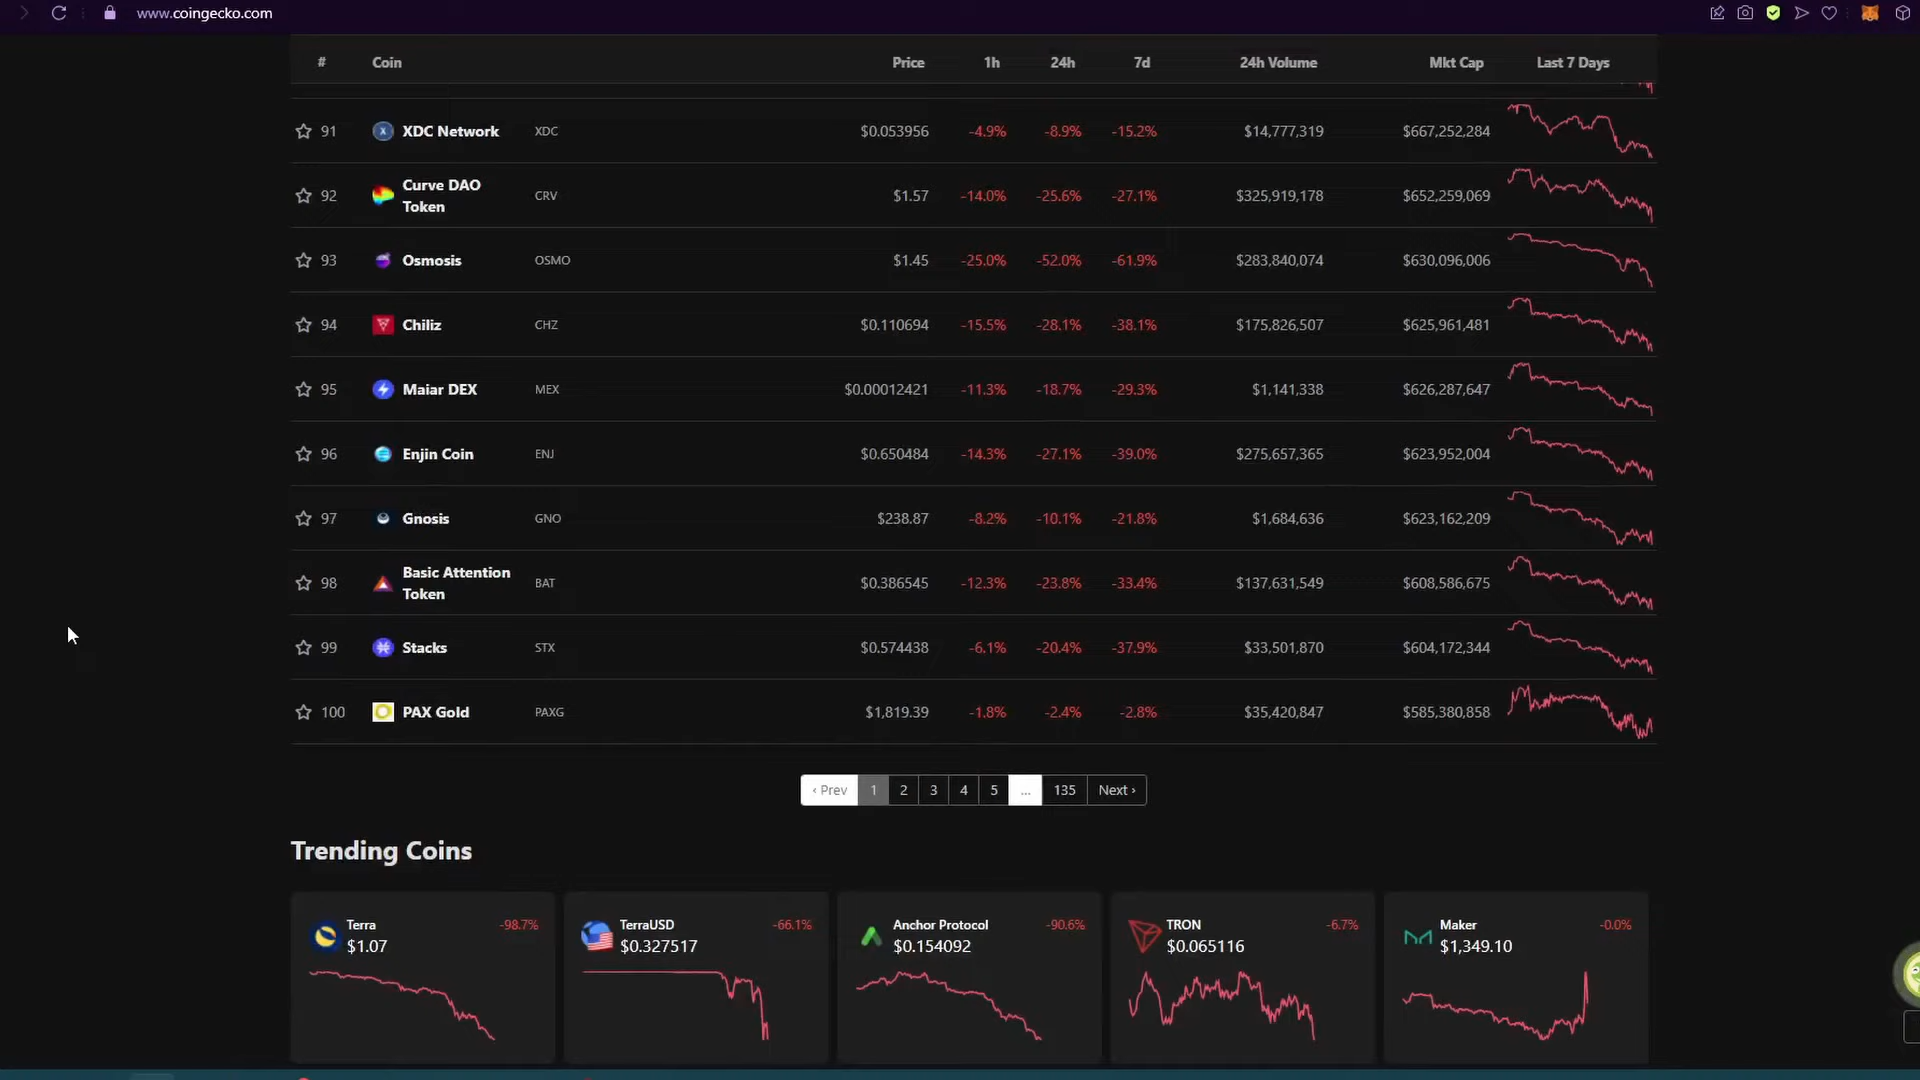 www.coingecko.com
# Coin Price 1h 24h 7d 24h Volume Mkt Cap Last 7 Days
91 XDC Network XDC $0.053956 -4.9% -8.9% -15.2% $14,777,319 $667,252,284
92 Curve DAO Token CRV $1.57 -14.0% -25.6% -27.1% $325,919,178 $652,259,069
93 Osmosis OSMO $1.45 -25.0% -52.0% -61.9% $283,840,074 $630,096,006
94 Chiliz CHZ $0.110694 -15.5% -28.1% -38.1% $175,826,507 $625,961,481
95 Maiar DEX MEX $0.00012421 -11.3% -18.7% -29.3% $1,141,338 $626,287,647
96 Enjin Coin ENJ $0.650484 -14.3% -27.1% -39.0% $275,657,365 $623,952,004
97 Gnosis GNO $238.87 -8.2% -10.1% -21.8% $1,684,636 $623,162,209
98 Basic Attention Token BAT $0.386545 -12.3% -23.8% -33.4% $137,631,549 $608,586,675
99 Stacks STX $0.574438 -6.1% -20.4% -37.9% $33,501,870 $604,172,344
100 PAX Gold PAXG $1,819.39 -1.8% -2.4% -2.8% $35,420,847 $585,380,858
‹ Prev 1 2 3 4 5 ... 135 Next ›
Trending Coins
Terra -98.7%
$1.07
TerraUSD -66.1%
$0.327517
Anchor Protocol -90.6%
$0.154092
TRON -6.7%
$0.065116
Maker -0.0%
$1,349.10